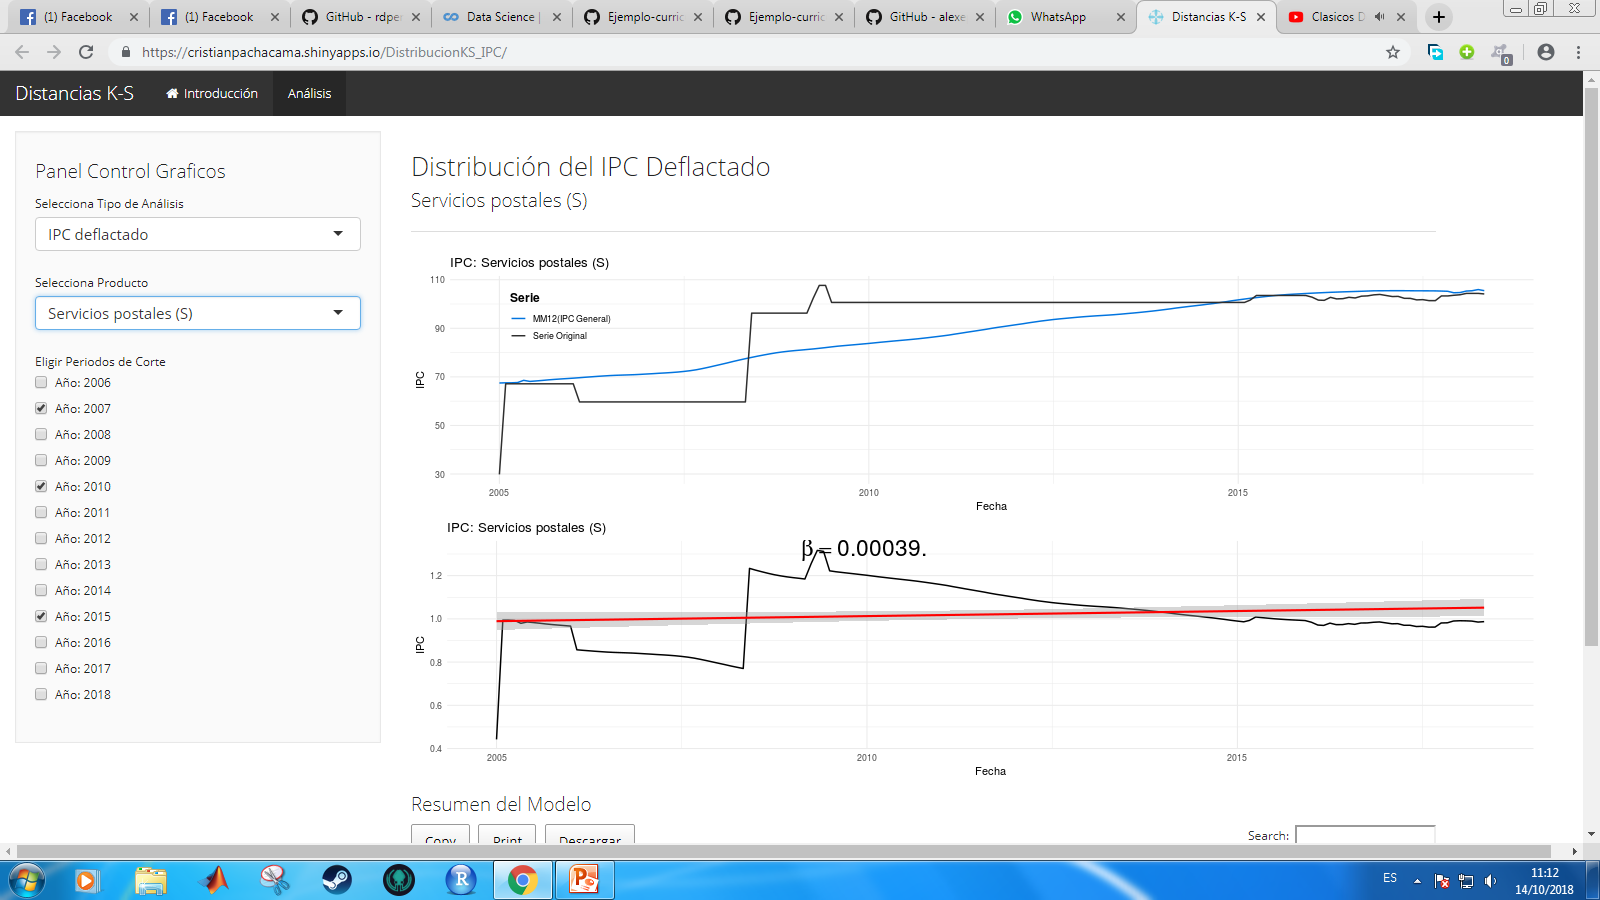 (1) Facebook
(1) Facebook
GitHub - rdpe
Data Science |
Ejemplo-curric
Ejemplo-curric
GitHub - alexe
WhatsApp
Distancias K-S
Clasicos D
https://cristianpachacama.shinyapps.io/DistribucionKS_IPC/
0
Distancias K-S
Introducción
Análisis
Panel Control Graficos
Selecciona Tipo de Análisis
IPC deflactado
Selecciona Producto
Servicios postales (S)
Eligir Periodos de Corte
Año: 2006
Año: 2007
Año: 2008
Año: 2009
Año: 2010
Año: 2011
Año: 2012
Año: 2013
Año: 2014
Año: 2015
Año: 2016
Año: 2017
Año: 2018
Distribución del IPC Deflactado
Servicios postales (S)
IPC: Servicios postales (S)
110
90
70
50
30
IPC
Serie
MM12(IPC General)
Serie Original
2005
2010
2015
Fecha
IPC: Servicios postales (S)
β = 0.00039.
1.2
1.0
0.8
0.6
0.4
IPC
2005
2010
2015
Fecha
Resumen del Modelo
Copy
Print
Descargar
Search:
ES
11:12
14/10/2018